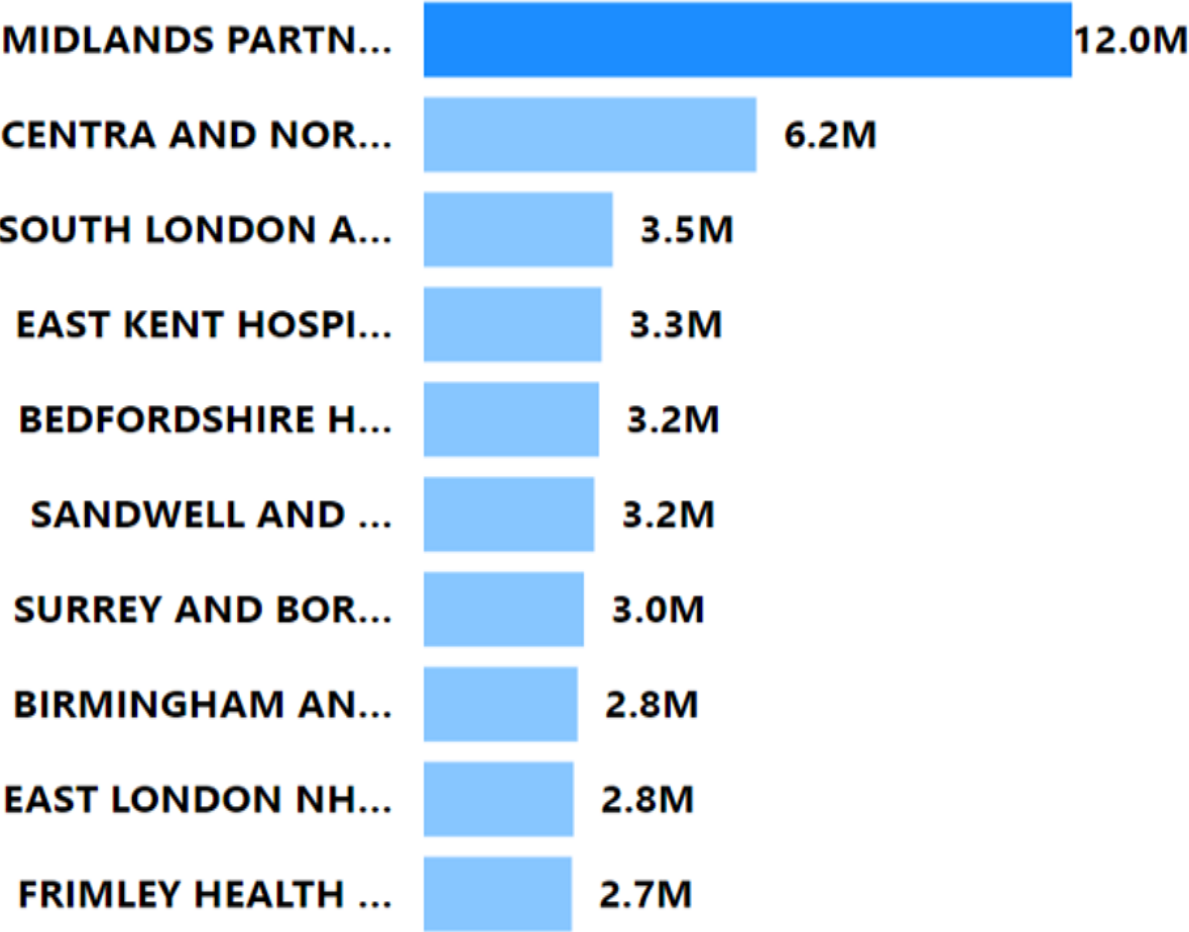 MIDLANDS PARTN... 12.0M
CENTRA AND NOR... 6.2M
SOUTH LONDON A... 3.5M
EAST KENT HOSPI... 3.3M
BEDFORDSHIRE H... 3.2M
SANDWELL AND ... 3.2M
SURREY AND BOR... 3.0M
BIRMINGHAM AN... 2.8M
EAST LONDON NH... 2.8M
FRIMLEY HEALTH ... 2.7M